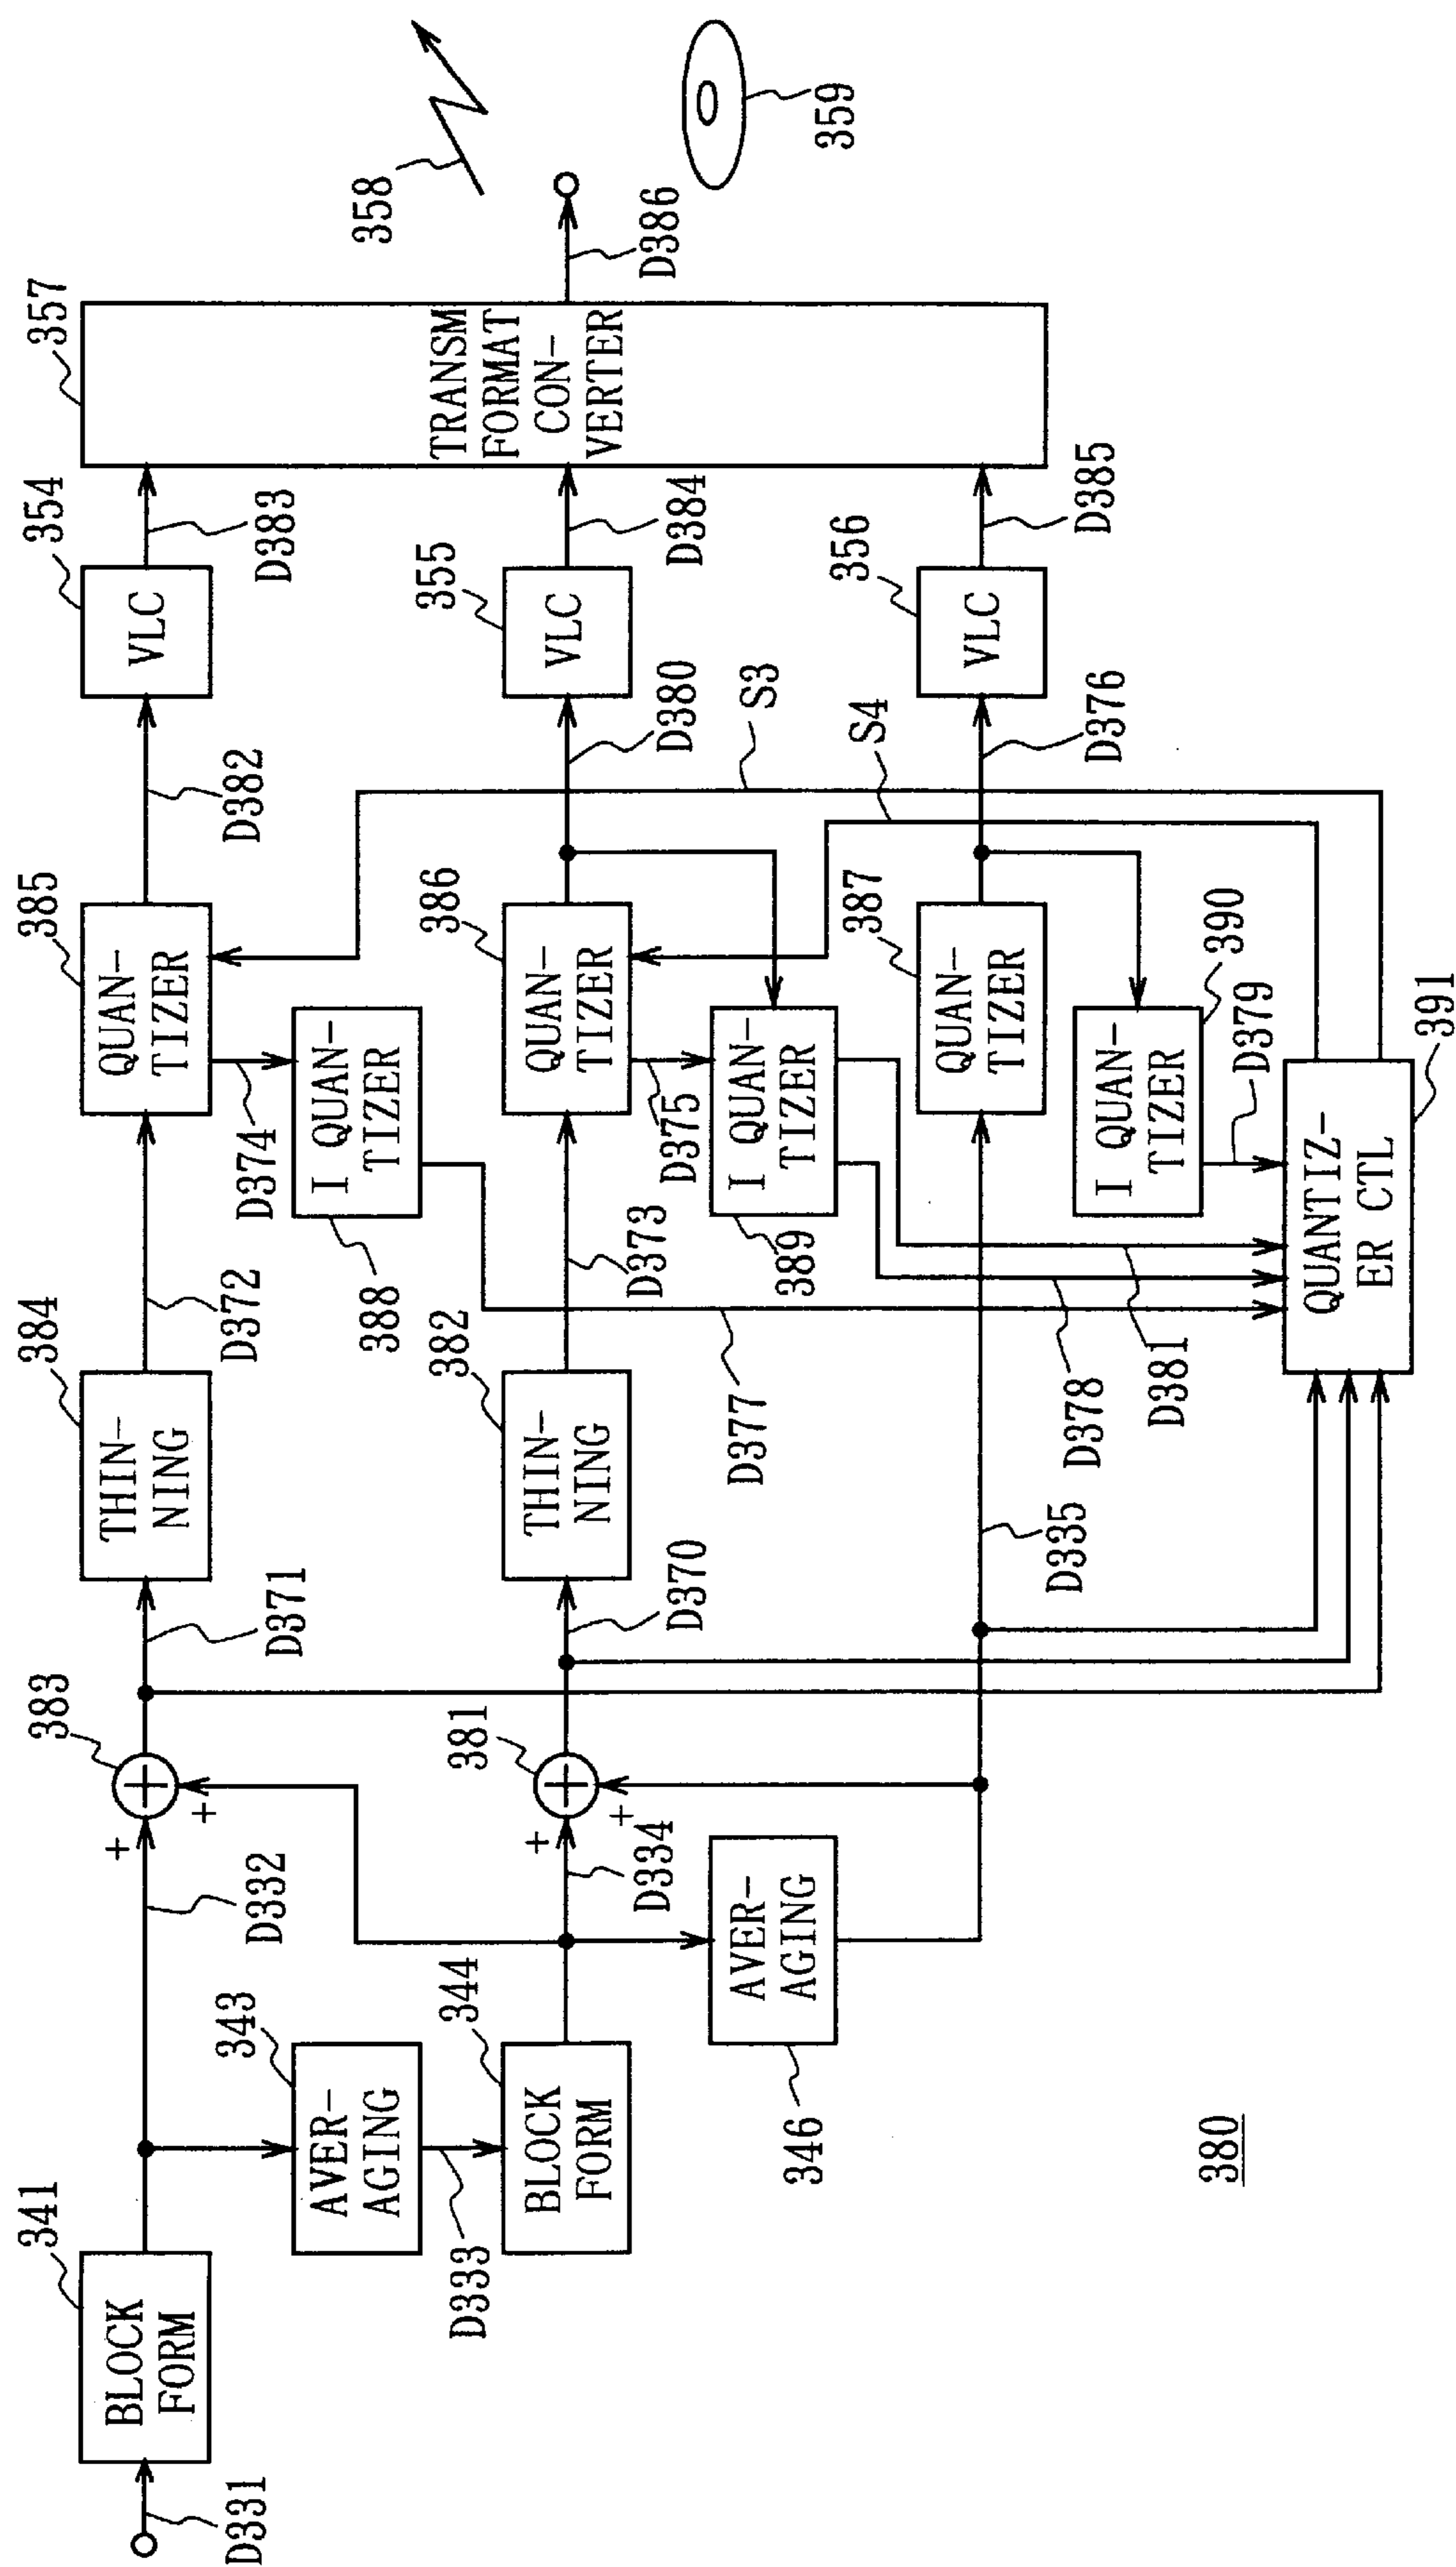 D331
341
BLOCK
FORM
D332
343
AVER-
AGING
D333
344
BLOCK
FORM
D334
346
AVER-
AGING
383
+
+
D371
381
+
+
D370
D335
384
THIN-
NING
D372
382
THIN-
NING
D373
385
QUAN-
TIZER
D374
388
I QUAN-
TIZER
D377
386
QUAN-
TIZER
D375
389
I QUAN-
TIZER
D378
D381
387
QUAN-
TIZER
390
I QUAN-
TIZER
D379
391
QUANTIZ-
ER CTL
D382
D380
S3
S4
D376
354
VLC
D383
355
VLC
D384
356
VLC
D385
357
TRANSM
FORMAT
CON-
VERTER
D386
358
359
380